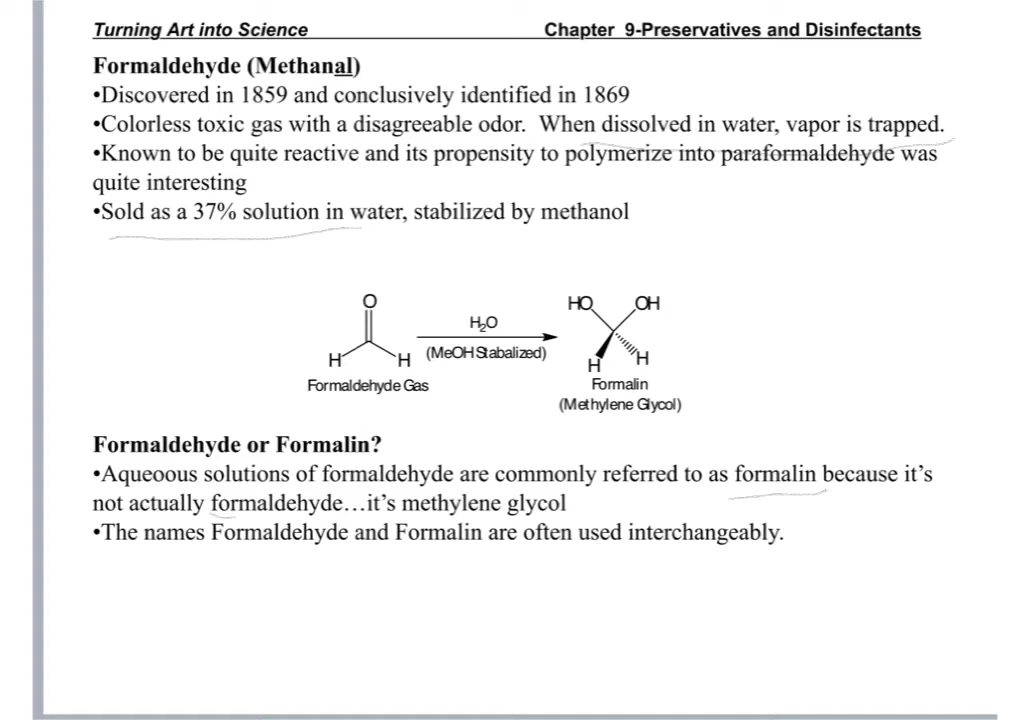 Turning Art into Science Chapter 9-Preservatives and Disinfectants
Formaldehyde (Methanal)
•Discovered in 1859 and conclusively identified in 1869
•Colorless toxic gas with a disagreeable odor. When dissolved in water, vapor is trapped.
•Known to be quite reactive and its propensity to polymerize into paraformaldehyde was
quite interesting
•Sold as a 37% solution in water, stabilized by methanol
O HO OH
H₂O
H H (MeOH Stabalized) H H
Formaldehyde Gas Formalin
(Methylene Glycol)
Formaldehyde or Formalin?
•Aqueoous solutions of formaldehyde are commonly referred to as formalin because it’s
not actually formaldehyde…it’s methylene glycol
•The names Formaldehyde and Formalin are often used interchangeably.